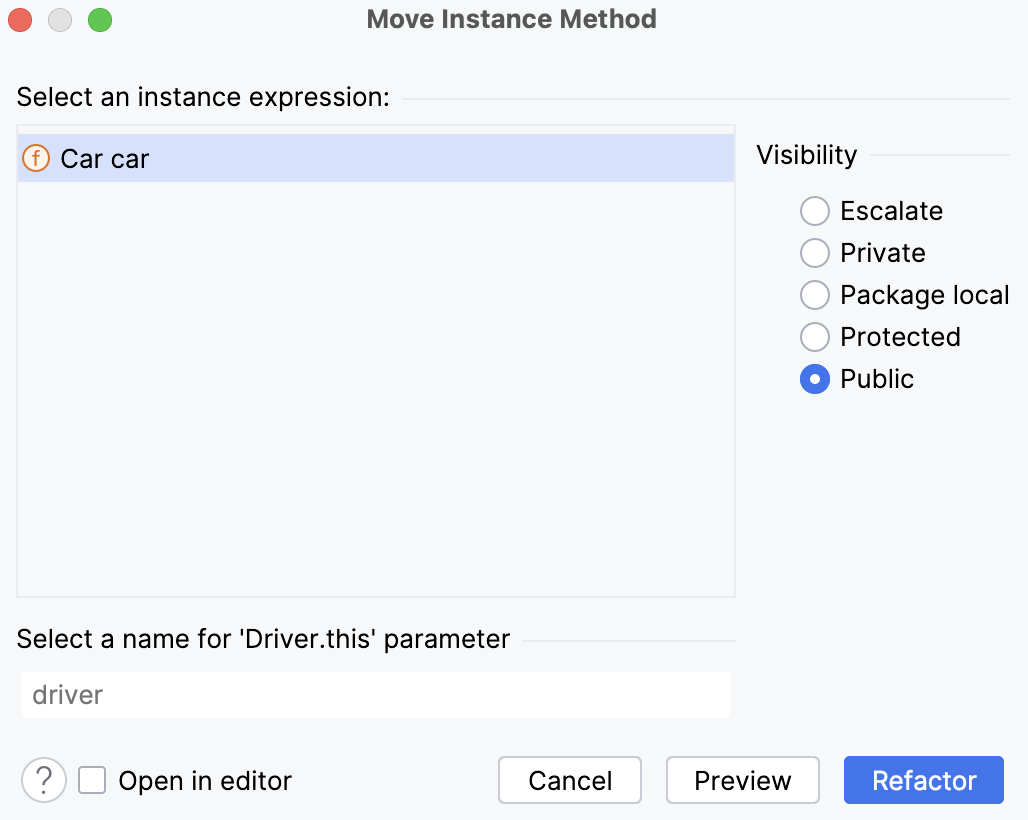 Move Instance Method
Select an instance expression:
f Car car
Visibility
Escalate
Private
Package local
Protected
Public
Select a name for 'Driver.this' parameter
driver
? Open in editor
Cancel
Preview
Refactor